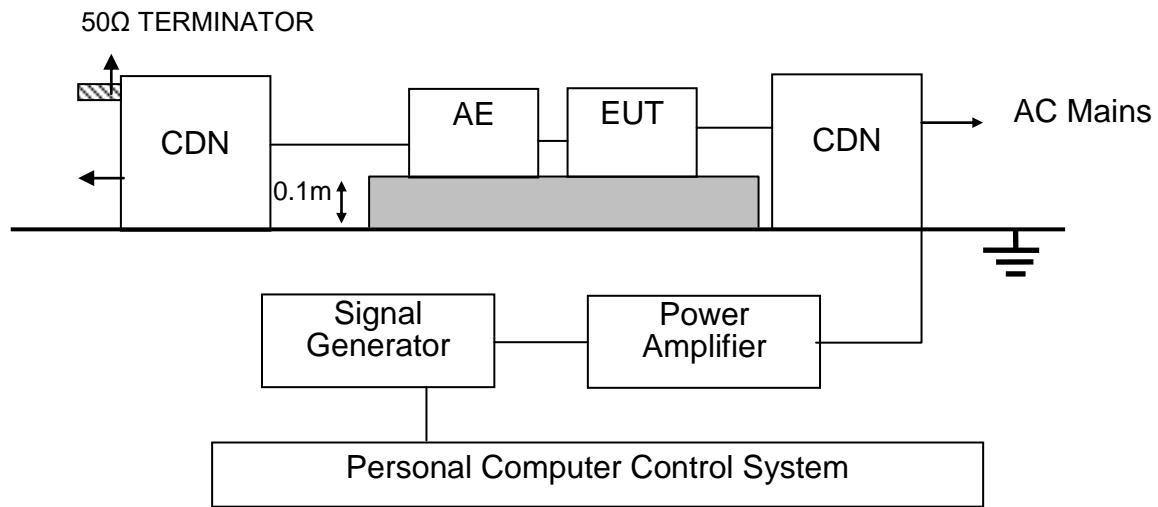 50Ω TERMINATOR
CDN
AE
EUT
CDN
AC Mains
0.1m
Signal
Generator
Power
Amplifier
Personal Computer Control System